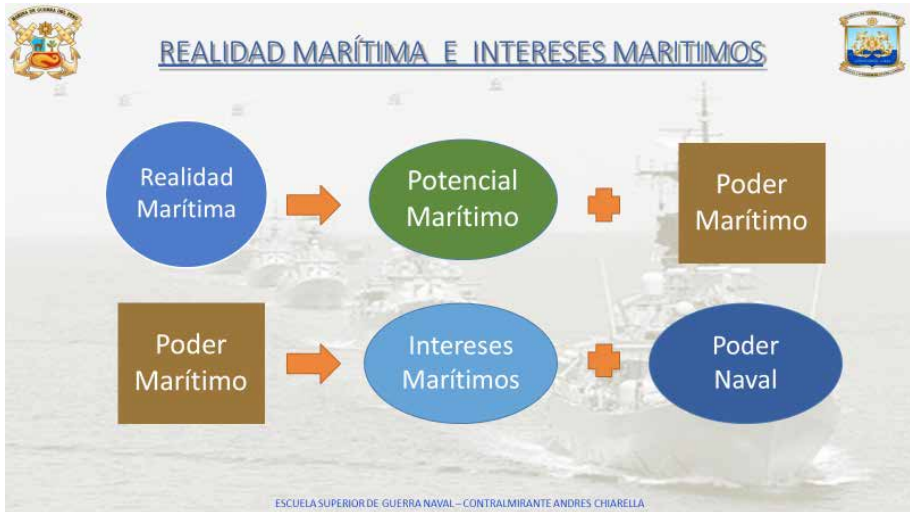 REALIDAD MARÍTIMA E INTERESES MARITIMOS
Realidad
Marítima
Potencial
Marítimo
Poder
Marítimo
Poder
Marítimo
Intereses
Marítimos
Poder
Naval
ESCUELA SUPERIOR DE GUERRA NAVAL – CONTRALMIRANTE ANDRES CHIARELLA